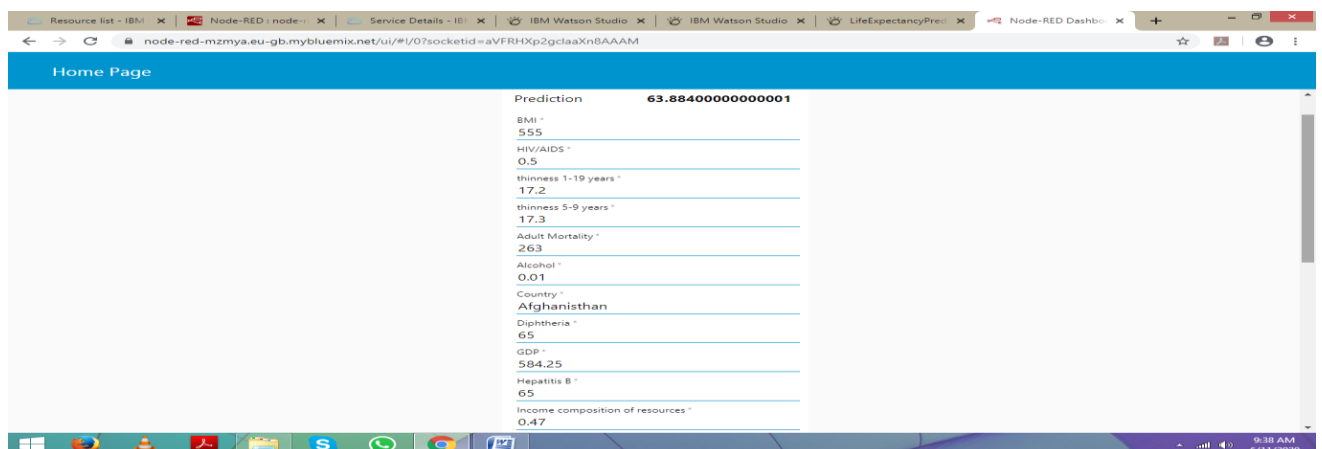 Resource list - IBM
Node-RED : node-r
Service Details - IB
IBM Watson Studio
IBM Watson Studio
LifeExpectancyPred
Node-RED Dashbo
node-red-mzmya.eu-gb.mybluemix.net/ui/#!/0?socketid=aVFRHXp2gclaaXn8AAAM
Home Page
Prediction 63.88400000000001
BMI *
555
HIV/AIDS *
0.5
thinness 1-19 years *
17.2
thinness 5-9 years *
17.3
Adult Mortality *
263
Alcohol *
0.01
Country *
Afghanisthan
Diphtheria *
65
GDP *
584.25
Hepatitis B *
65
Income composition of resources *
0.47
9:38 AM